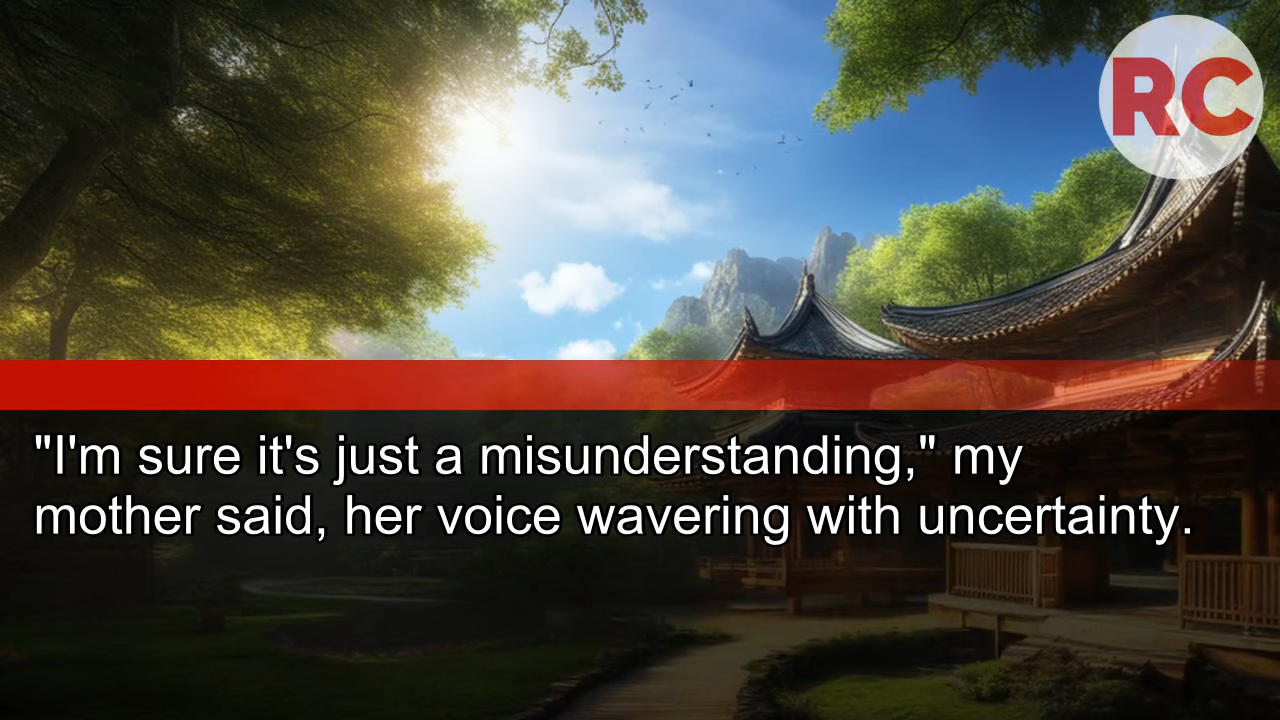 RC
"I'm sure it's just a misunderstanding," my
mother said, her voice wavering with uncertainty.